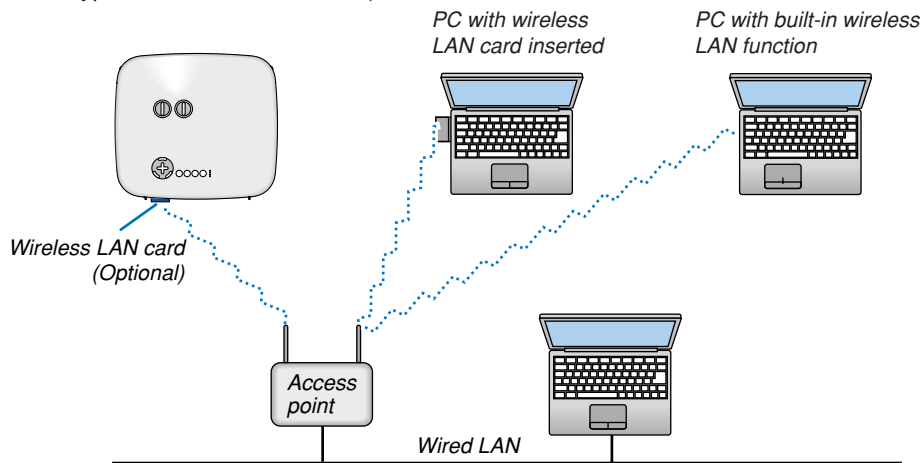 PC with wireless
LAN card inserted
PC with built-in wireless
LAN function
Wireless LAN card
(Optional)
Access
point
Wired LAN